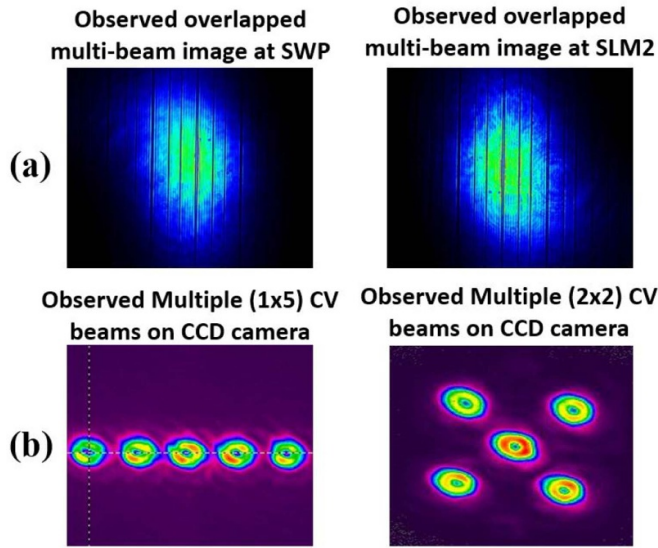 Observed overlapped
multi-beam image at SWP
Observed overlapped
multi-beam image at SLM2
(a)
Observed Multiple (1x5) CV
beams on CCD camera
Observed Multiple (2x2) CV
beams on CCD camera
(b)